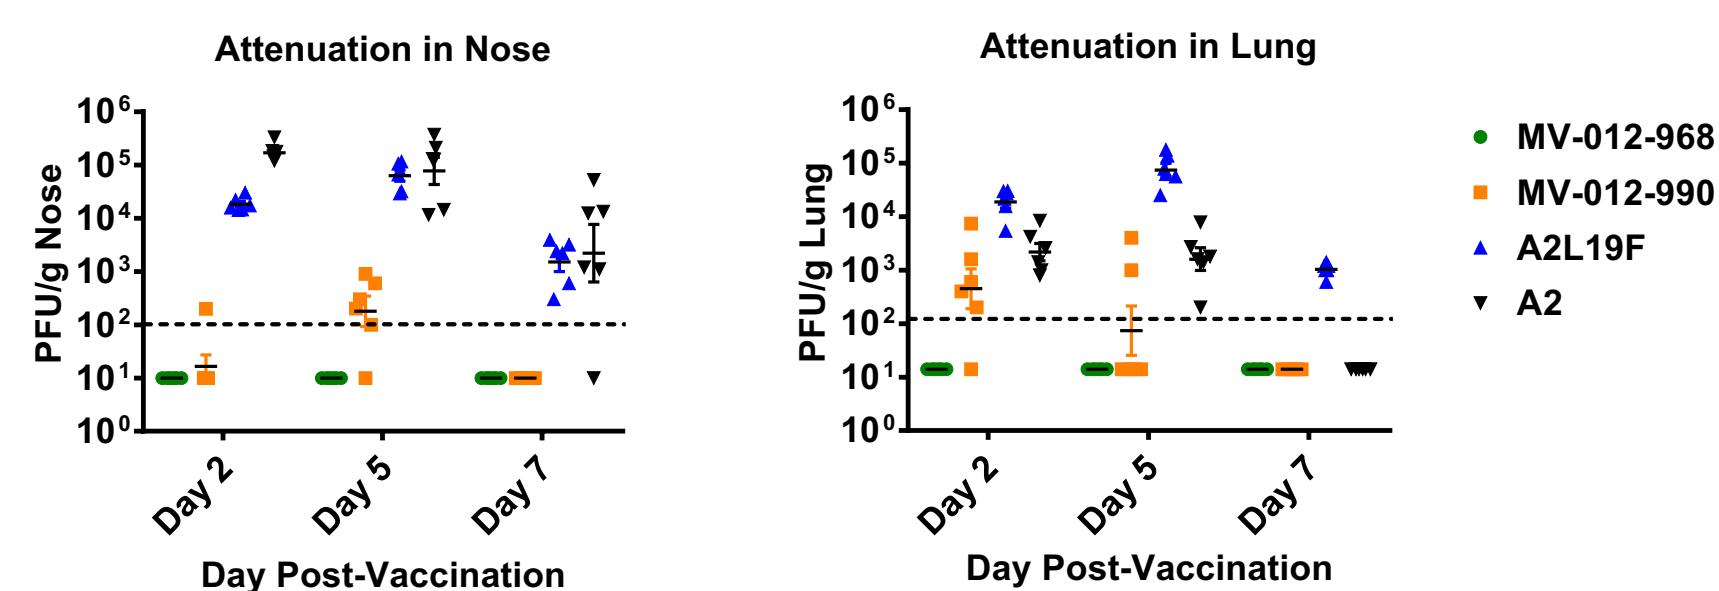 Attenuation in Nose
PFU/g Nose
10^6
10^5
10^4
10^3
10^2
10^1
10^0
Day 2
Day 5
Day 7
Day Post-Vaccination
Attenuation in Lung
PFU/g Lung
10^6
10^5
10^4
10^3
10^2
10^1
10^0
Day 2
Day 5
Day 7
Day Post-Vaccination
MV-012-968
MV-012-990
A2L19F
A2